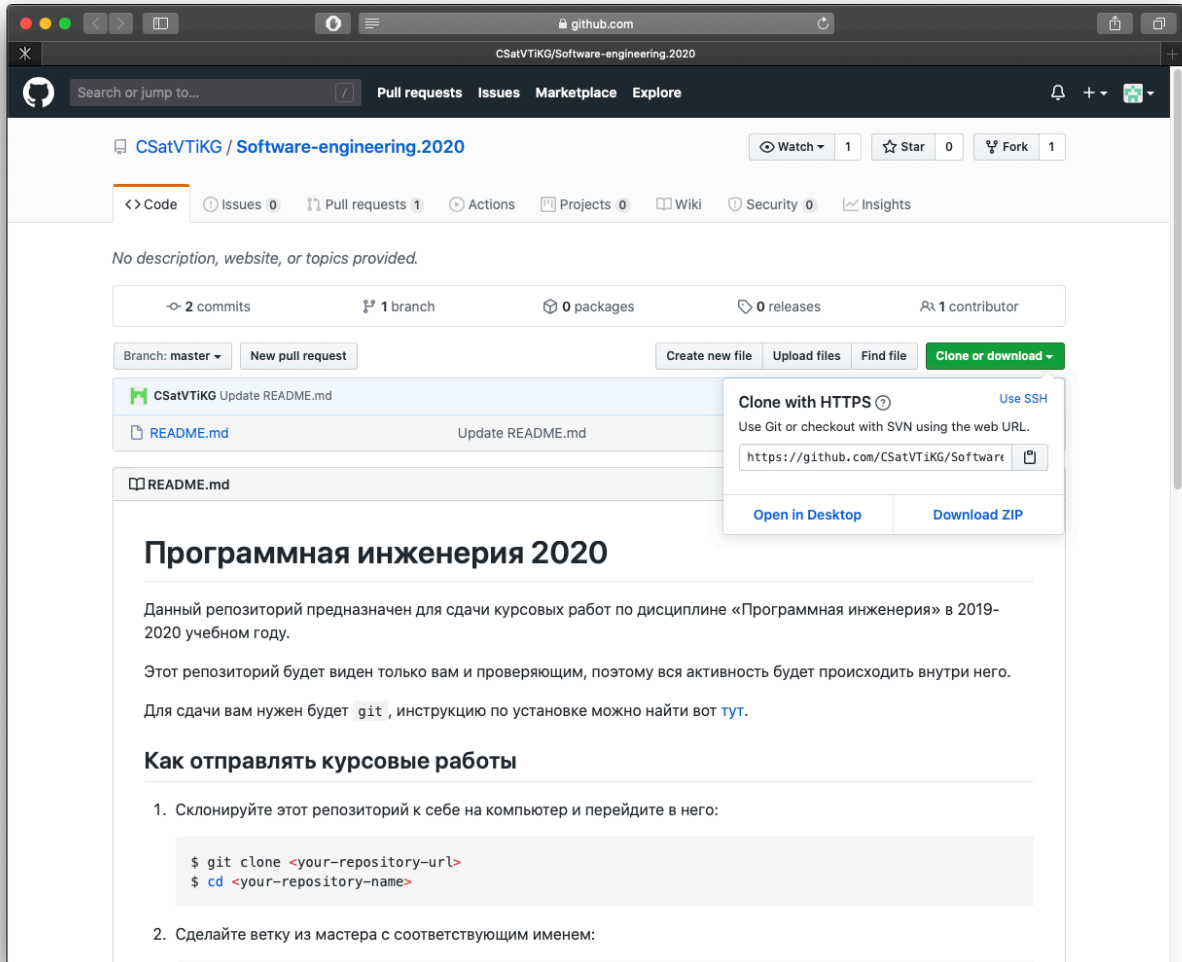 github.com
CSatVTiKG/Software-engineering.2020
Search or jump to... /
Pull requests Issues Marketplace Explore
CSatVTiKG / Software-engineering.2020
Watch 1 Star 0 Fork 1
Code Issues 0 Pull requests 1 Actions Projects 0 Wiki Security 0 Insights
No description, website, or topics provided.
2 commits 1 branch 0 packages 0 releases 1 contributor
Branch: master New pull request Create new file Upload files Find file Clone or download
CSatVTiKG Update README.md
README.md Update README.md
Clone with HTTPS ? Use SSH
Use Git or checkout with SVN using the web URL.
https://github.com/CSatVTiKG/Software
Open in Desktop Download ZIP
README.md
Программная инженерия 2020
Данный репозиторий предназначен для сдачи курсовых работ по дисциплине «Программная инженерия» в 2019-
2020 учебном году.
Этот репозиторий будет виден только вам и проверяющим, поэтому вся активность будет происходить внутри него.
Для сдачи вам нужен будет git , инструкцию по установке можно найти вот тут.
Как отправлять курсовые работы
1. Склонируйте этот репозиторий к себе на компьютер и перейдите в него:
$ git clone <your-repository-url>
$ cd <your-repository-name>
2. Сделайте ветку из мастера с соответствующим именем: